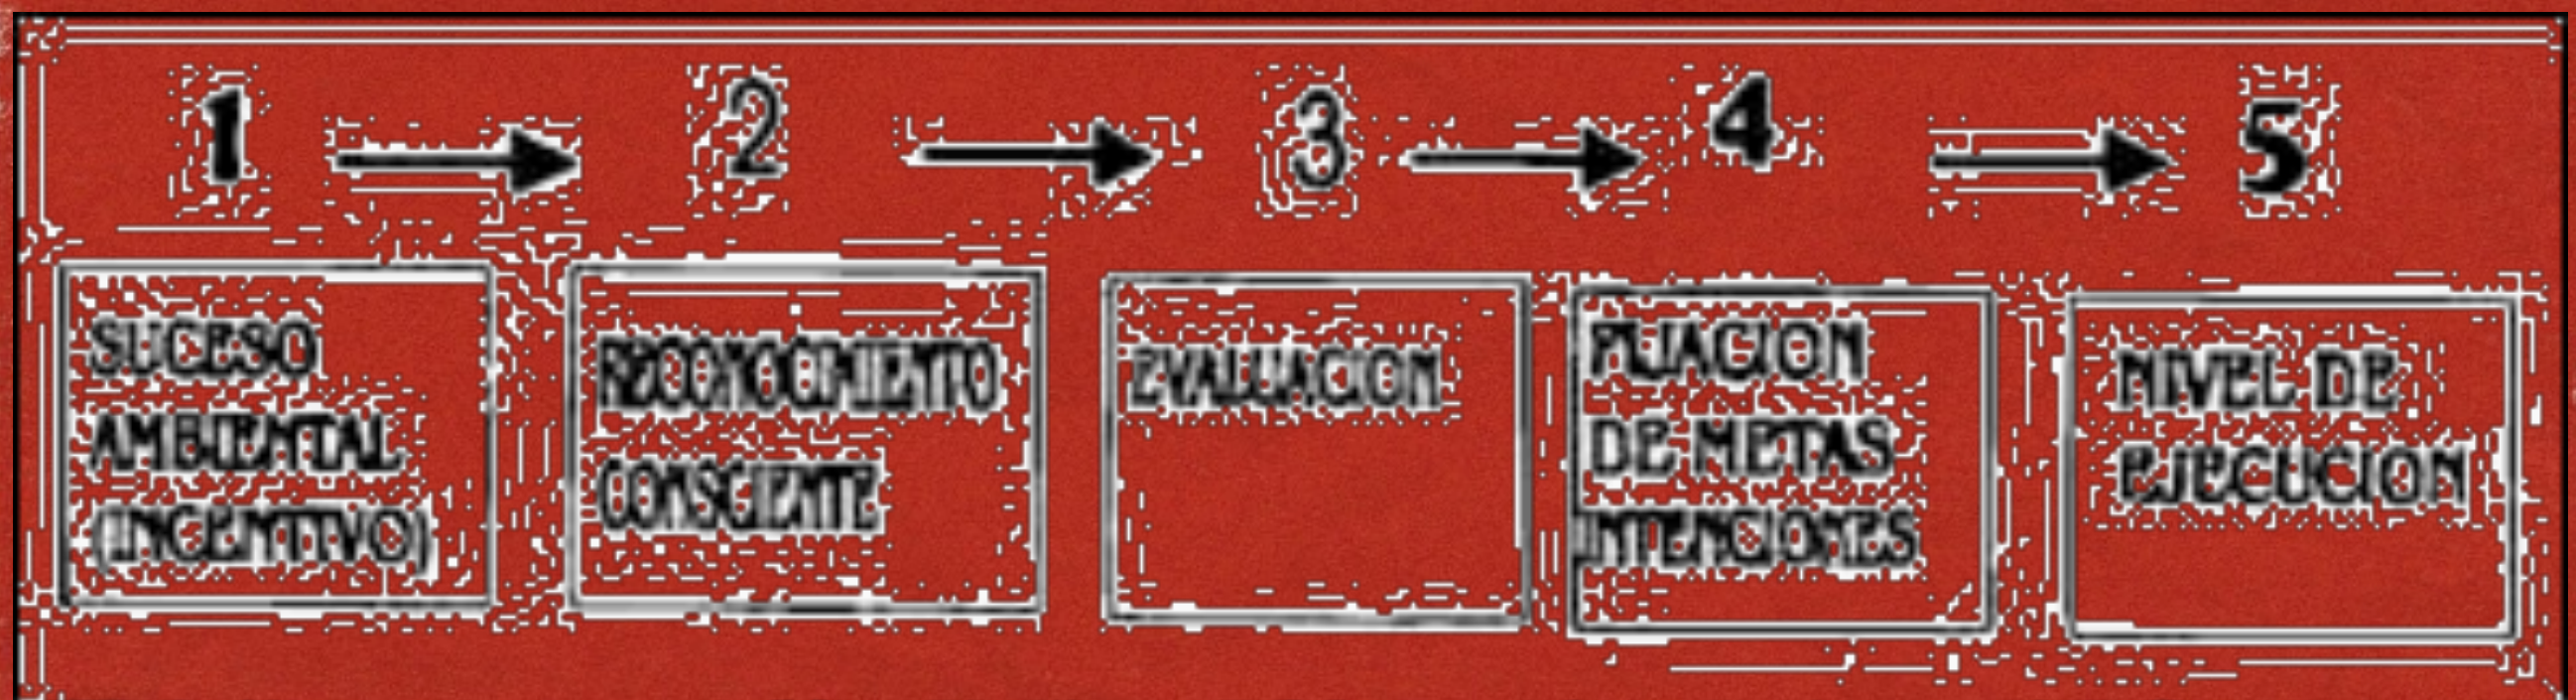 1
2
3
4
5
SUCESO
AMBIENTAL
(INCENTIVO)
RECONOCIMIENTO
CONSCIENTE
EVALUACION
FIJACION
DE METAS
INTENCIONES
NIVEL DE
EJECUCION